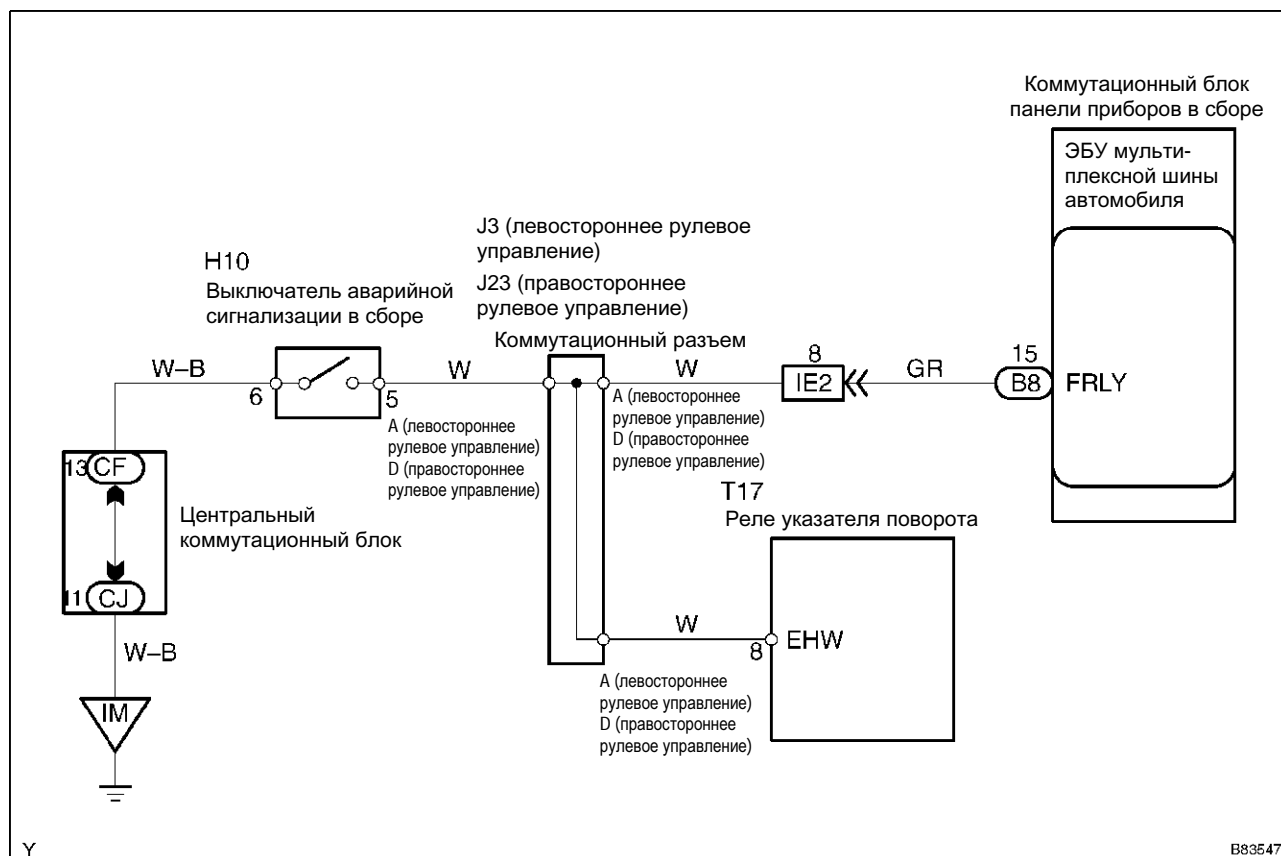 Коммутационный блок
панели приборов в сборе
ЭБУ мульти-
плексной шины
автомобиля
J3 (левостороннее рулевое
управление)
H10
Выключатель аварийной
сигнализации в сборе
J23 (правостороннее
рулевое управление)
Коммутационный разъем
W–B
6
5
W
W
8
IE2
GR
15
B8
FRLY
A (левостороннее
рулевое управление)
D (правостороннее
рулевое управление)
A (левостороннее
рулевое управление)
D (правостороннее
рулевое управление)
13
CF
Центральный
коммутационный блок
11
CJ
W–B
IM
T17
Реле указателя поворота
W
8
EHW
A (левостороннее
рулевое управление)
D (правостороннее
рулевое управление)
Y
B83547